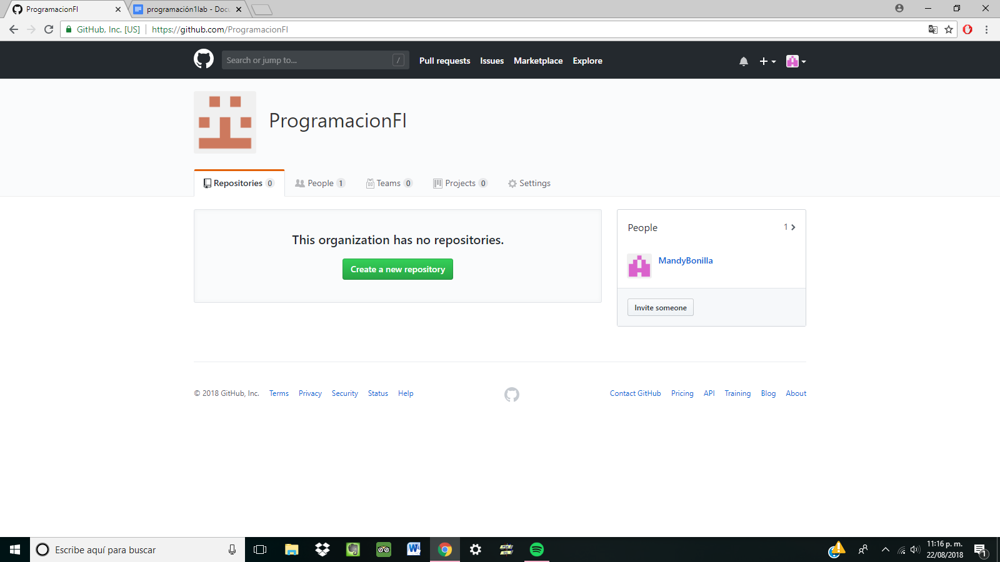 ProgramacionFI
programación1lab - Docu
GitHub, Inc. [US]
https://github.com/ProgramacionFI
Search or jump to...
/
Pull requests
Issues
Marketplace
Explore
ProgramacionFI
Repositories 0
People 1
Teams 0
Projects 0
Settings
This organization has no repositories.
Create a new repository
People
1
MandyBonilla
Invite someone
© 2018 GitHub, Inc.
Terms
Privacy
Security
Status
Help
Contact GitHub
Pricing
API
Training
Blog
About
Escribe aquí para buscar
11:16 p. m.
22/08/2018
1